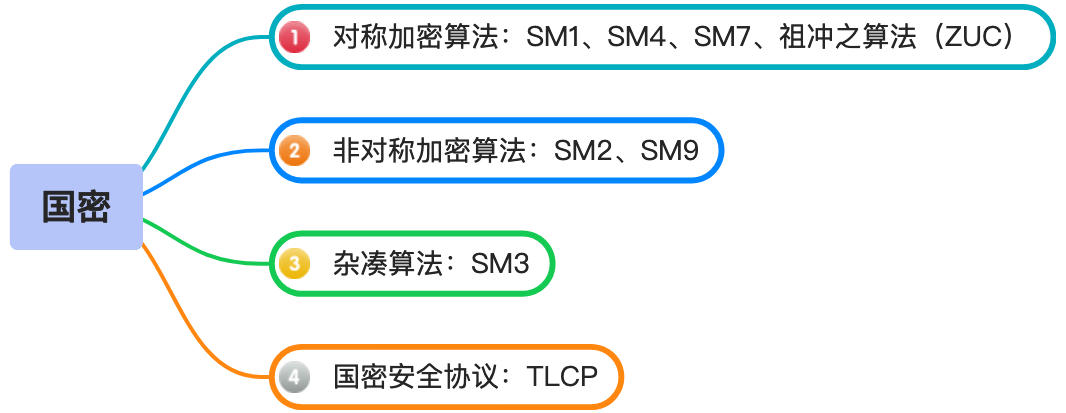 国密
1 对称加密算法：SM1、SM4、SM7、祖冲之算法（ZUC）
2 非对称加密算法：SM2、SM9
3 杂凑算法：SM3
4 国密安全协议：TLCP